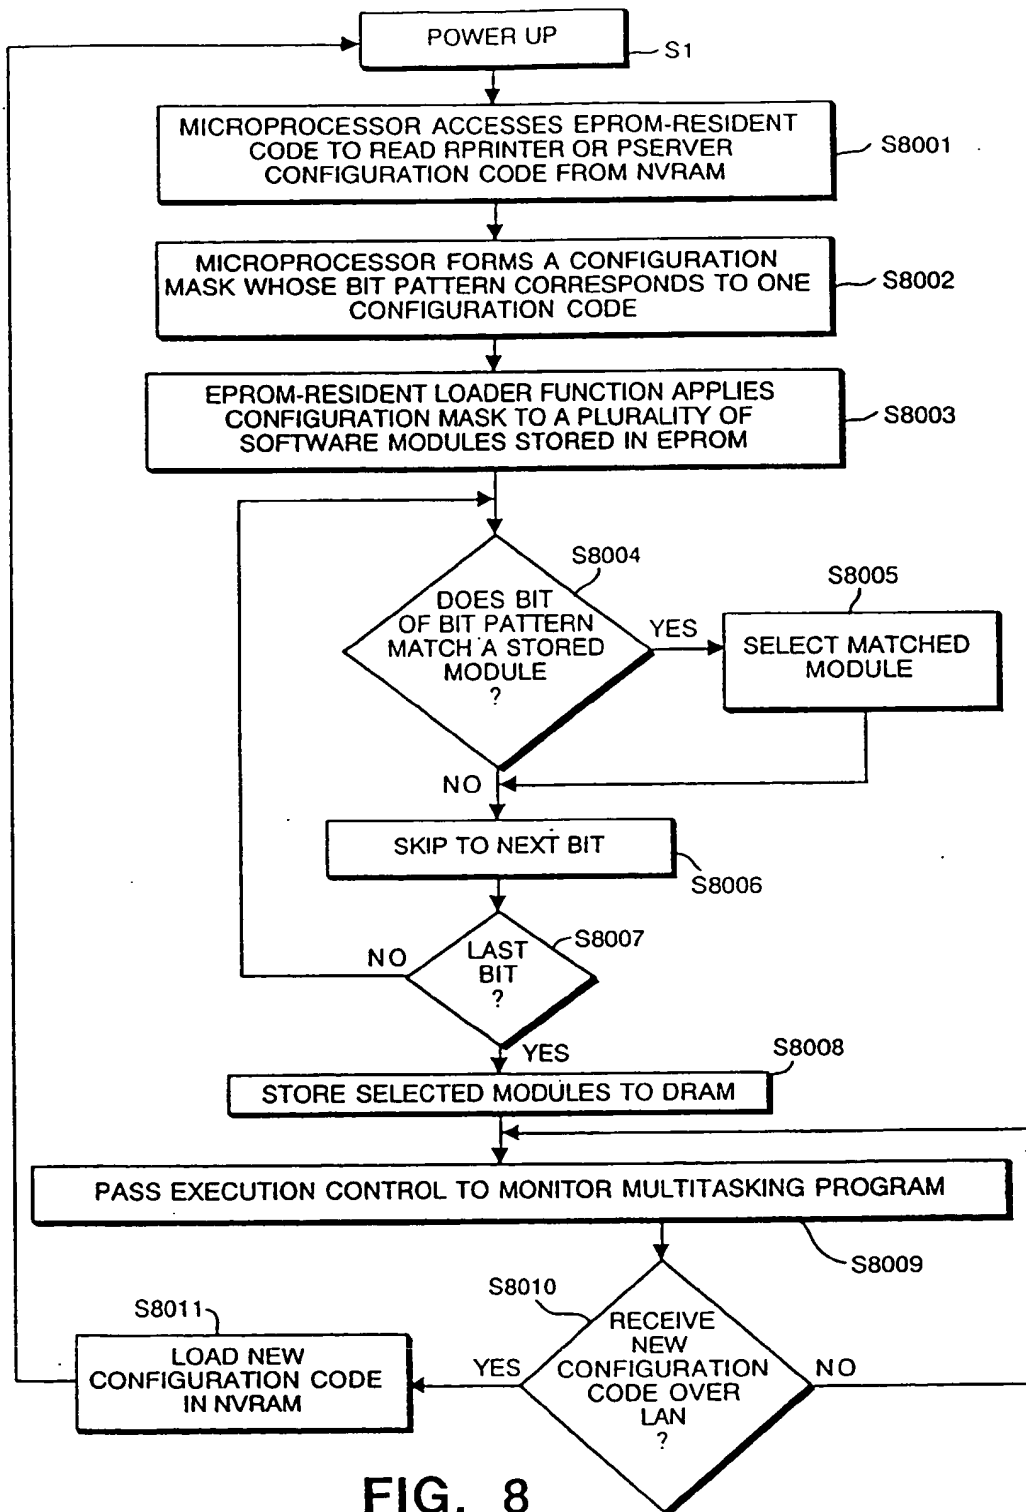 POWER UP
S1
MICROPROCESSOR ACCESSES EPROM-RESIDENT
CODE TO READ RPRINTER OR PSERVER
CONFIGURATION CODE FROM NVRAM
S8001
MICROPROCESSOR FORMS A CONFIGURATION
MASK WHOSE BIT PATTERN CORRESPONDS TO ONE
CONFIGURATION CODE
S8002
EPROM-RESIDENT LOADER FUNCTION APPLIES
CONFIGURATION MASK TO A PLURALITY OF
SOFTWARE MODULES STORED IN EPROM
S8003
S8004
DOES BIT
OF BIT PATTERN
MATCH A STORED
MODULE
?
YES
S8005
SELECT MATCHED
MODULE
NO
SKIP TO NEXT BIT
S8006
LAST
BIT
?
S8007
NO
YES
S8008
STORE SELECTED MODULES TO DRAM
PASS EXECUTION CONTROL TO MONITOR MULTITASKING PROGRAM
S8009
S8010
RECEIVE
NEW
CONFIGURATION
CODE OVER
LAN
?
YES
NO
S8011
LOAD NEW
CONFIGURATION CODE
IN NVRAM
FIG. 8